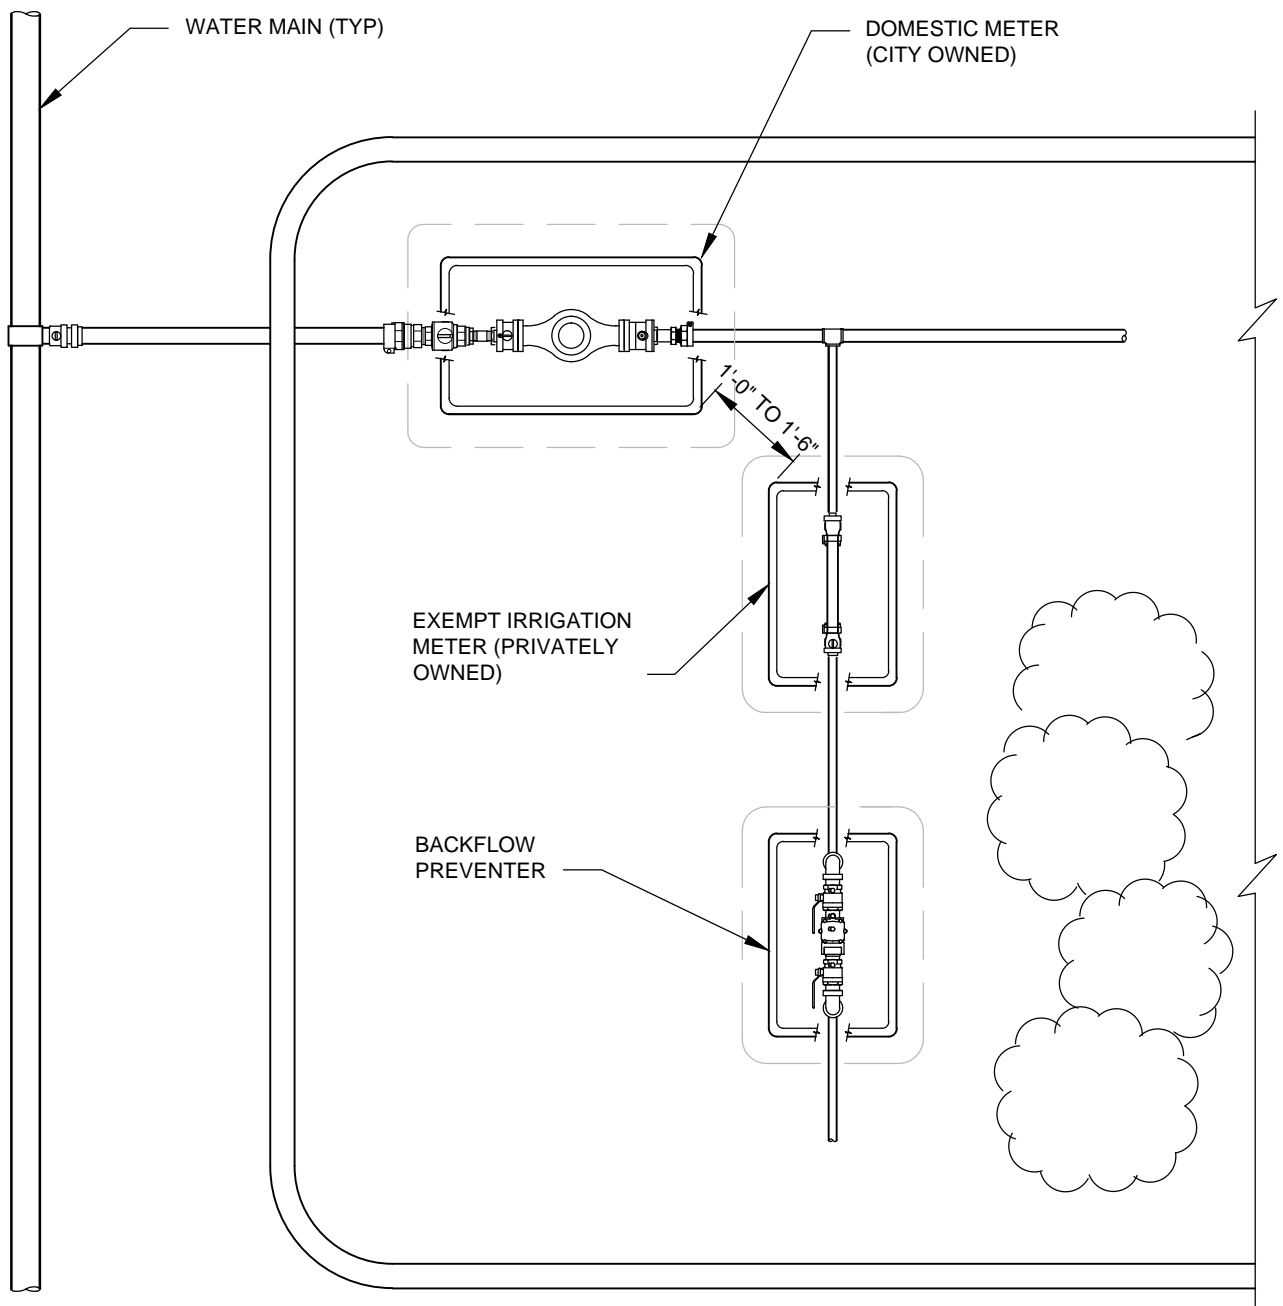 WATER MAIN (TYP)
DOMESTIC METER
(CITY OWNED)
1'-0" TO 1'-6"
EXEMPT IRRIGATION
METER (PRIVATELY
OWNED)
BACKFLOW
PREVENTER